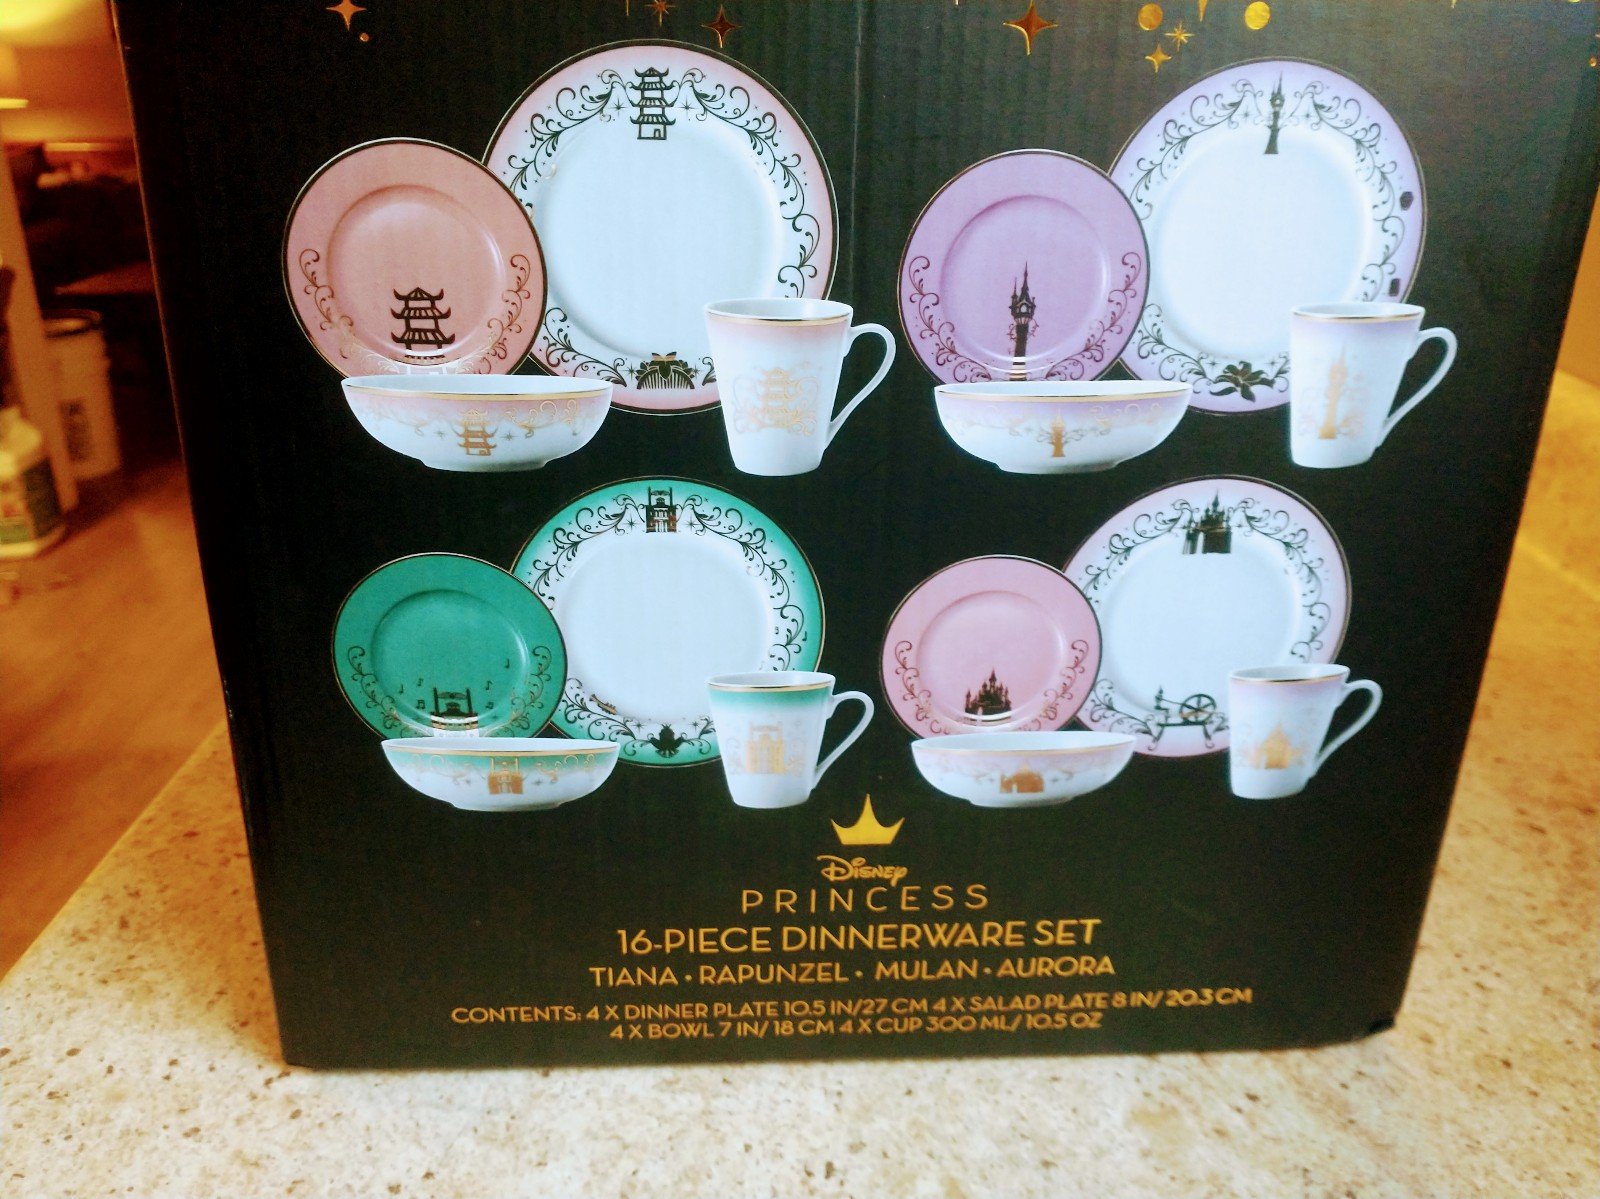 Disney
PRINCESS
16-PIECE DINNERWARE SET
TIANA • RAPUNZEL • MULAN • AURORA
CONTENTS: 4 X DINNER PLATE 10.5 IN/27 CM 4 X SALAD PLATE 8 IN/20.3 CM
4 X BOWL 7 IN/18 CM 4 X CUP 300 ML/10.5 OZ